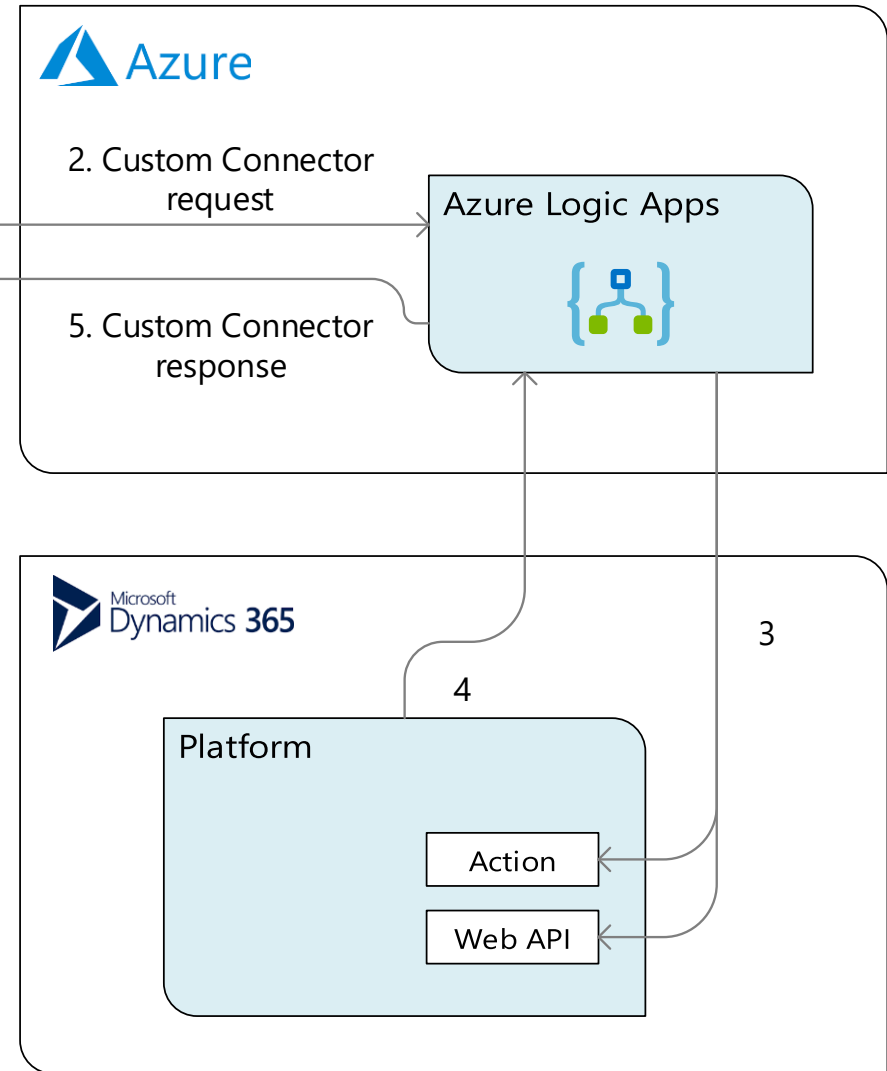 Azure
2. Custom Connector
request
Azure Logic Apps
5. Custom Connector
response
Microsoft
Dynamics 365
3
4
Platform
Action
Web API